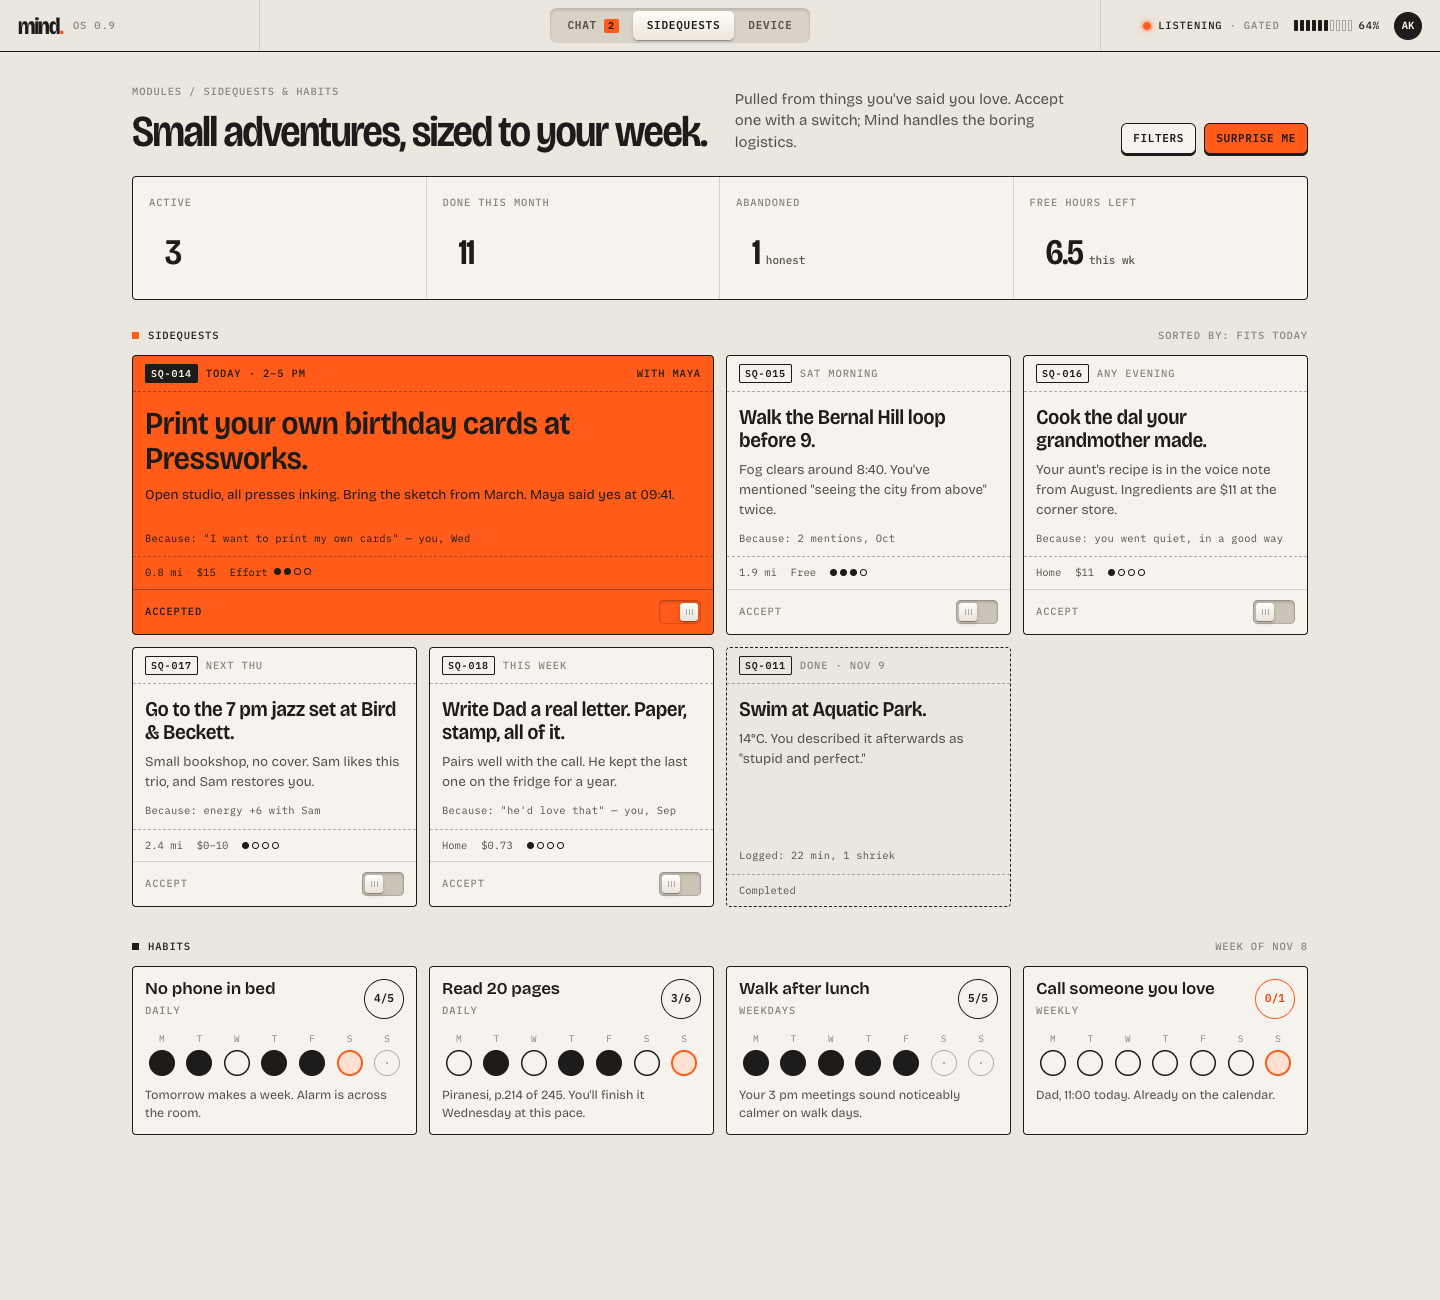 mind. OS 0.9
CHAT 2 SIDEQUESTS DEVICE
LISTENING · GATED 64% AK
MODULES / SIDEQUESTS & HABITS
Small adventures, sized to your week.
Pulled from things you've said you love. Accept
one with a switch; Mind handles the boring
logistics.
FILTERS SURPRISE ME
ACTIVE
3
DONE THIS MONTH
11
ABANDONED
1 honest
FREE HOURS LEFT
6.5 this wk
SIDEQUESTS
SORTED BY: FITS TODAY
SQ-014 TODAY · 2–5 PM WITH MAYA
Print your own birthday cards at
Pressworks.
Open studio, all presses inking. Bring the sketch from March. Maya said yes at 09:41.
Because: "I want to print my own cards" — you, Wed
0.8 mi $15 Effort
ACCEPTED
SQ-015 SAT MORNING
Walk the Bernal Hill loop
before 9.
Fog clears around 8:40. You've
mentioned "seeing the city from above"
twice.
Because: 2 mentions, Oct
1.9 mi Free
ACCEPT
SQ-016 ANY EVENING
Cook the dal your
grandmother made.
Your aunt's recipe is in the voice note
from August. Ingredients are $11 at the
corner store.
Because: you went quiet, in a good way
Home $11
ACCEPT
SQ-017 NEXT THU
Go to the 7 pm jazz set at Bird
& Beckett.
Small bookshop, no cover. Sam likes this
trio, and Sam restores you.
Because: energy +6 with Sam
2.4 mi $0–10
ACCEPT
SQ-018 THIS WEEK
Write Dad a real letter. Paper,
stamp, all of it.
Pairs well with the call. He kept the last
one on the fridge for a year.
Because: "he'd love that" — you, Sep
Home $0.73
ACCEPT
SQ-011 DONE · NOV 9
Swim at Aquatic Park.
14°C. You described it afterwards as
"stupid and perfect."
Logged: 22 min, 1 shriek
Completed
HABITS
WEEK OF NOV 8
No phone in bed
DAILY
4/5
M T W T F S S
Tomorrow makes a week. Alarm is across
the room.
Read 20 pages
DAILY
3/6
M T W T F S S
Piranesi, p.214 of 245. You'll finish it
Wednesday at this pace.
Walk after lunch
WEEKDAYS
5/5
M T W T F S S
Your 3 pm meetings sound noticeably
calmer on walk days.
Call someone you love
WEEKLY
0/1
M T W T F S S
Dad, 11:00 today. Already on the calendar.